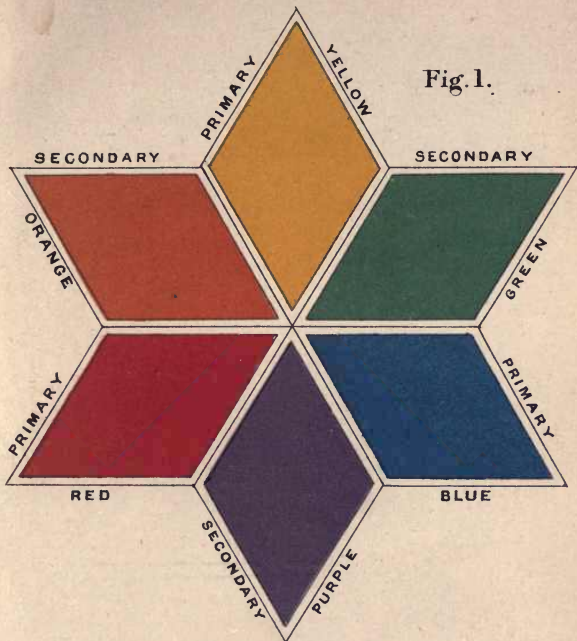 Fig. 1.
PRIMARY
YELLOW
SECONDARY
ORANGE
SECONDARY
GREEN
PRIMARY
RED
PRIMARY
BLUE
SECONDARY
PURPLE